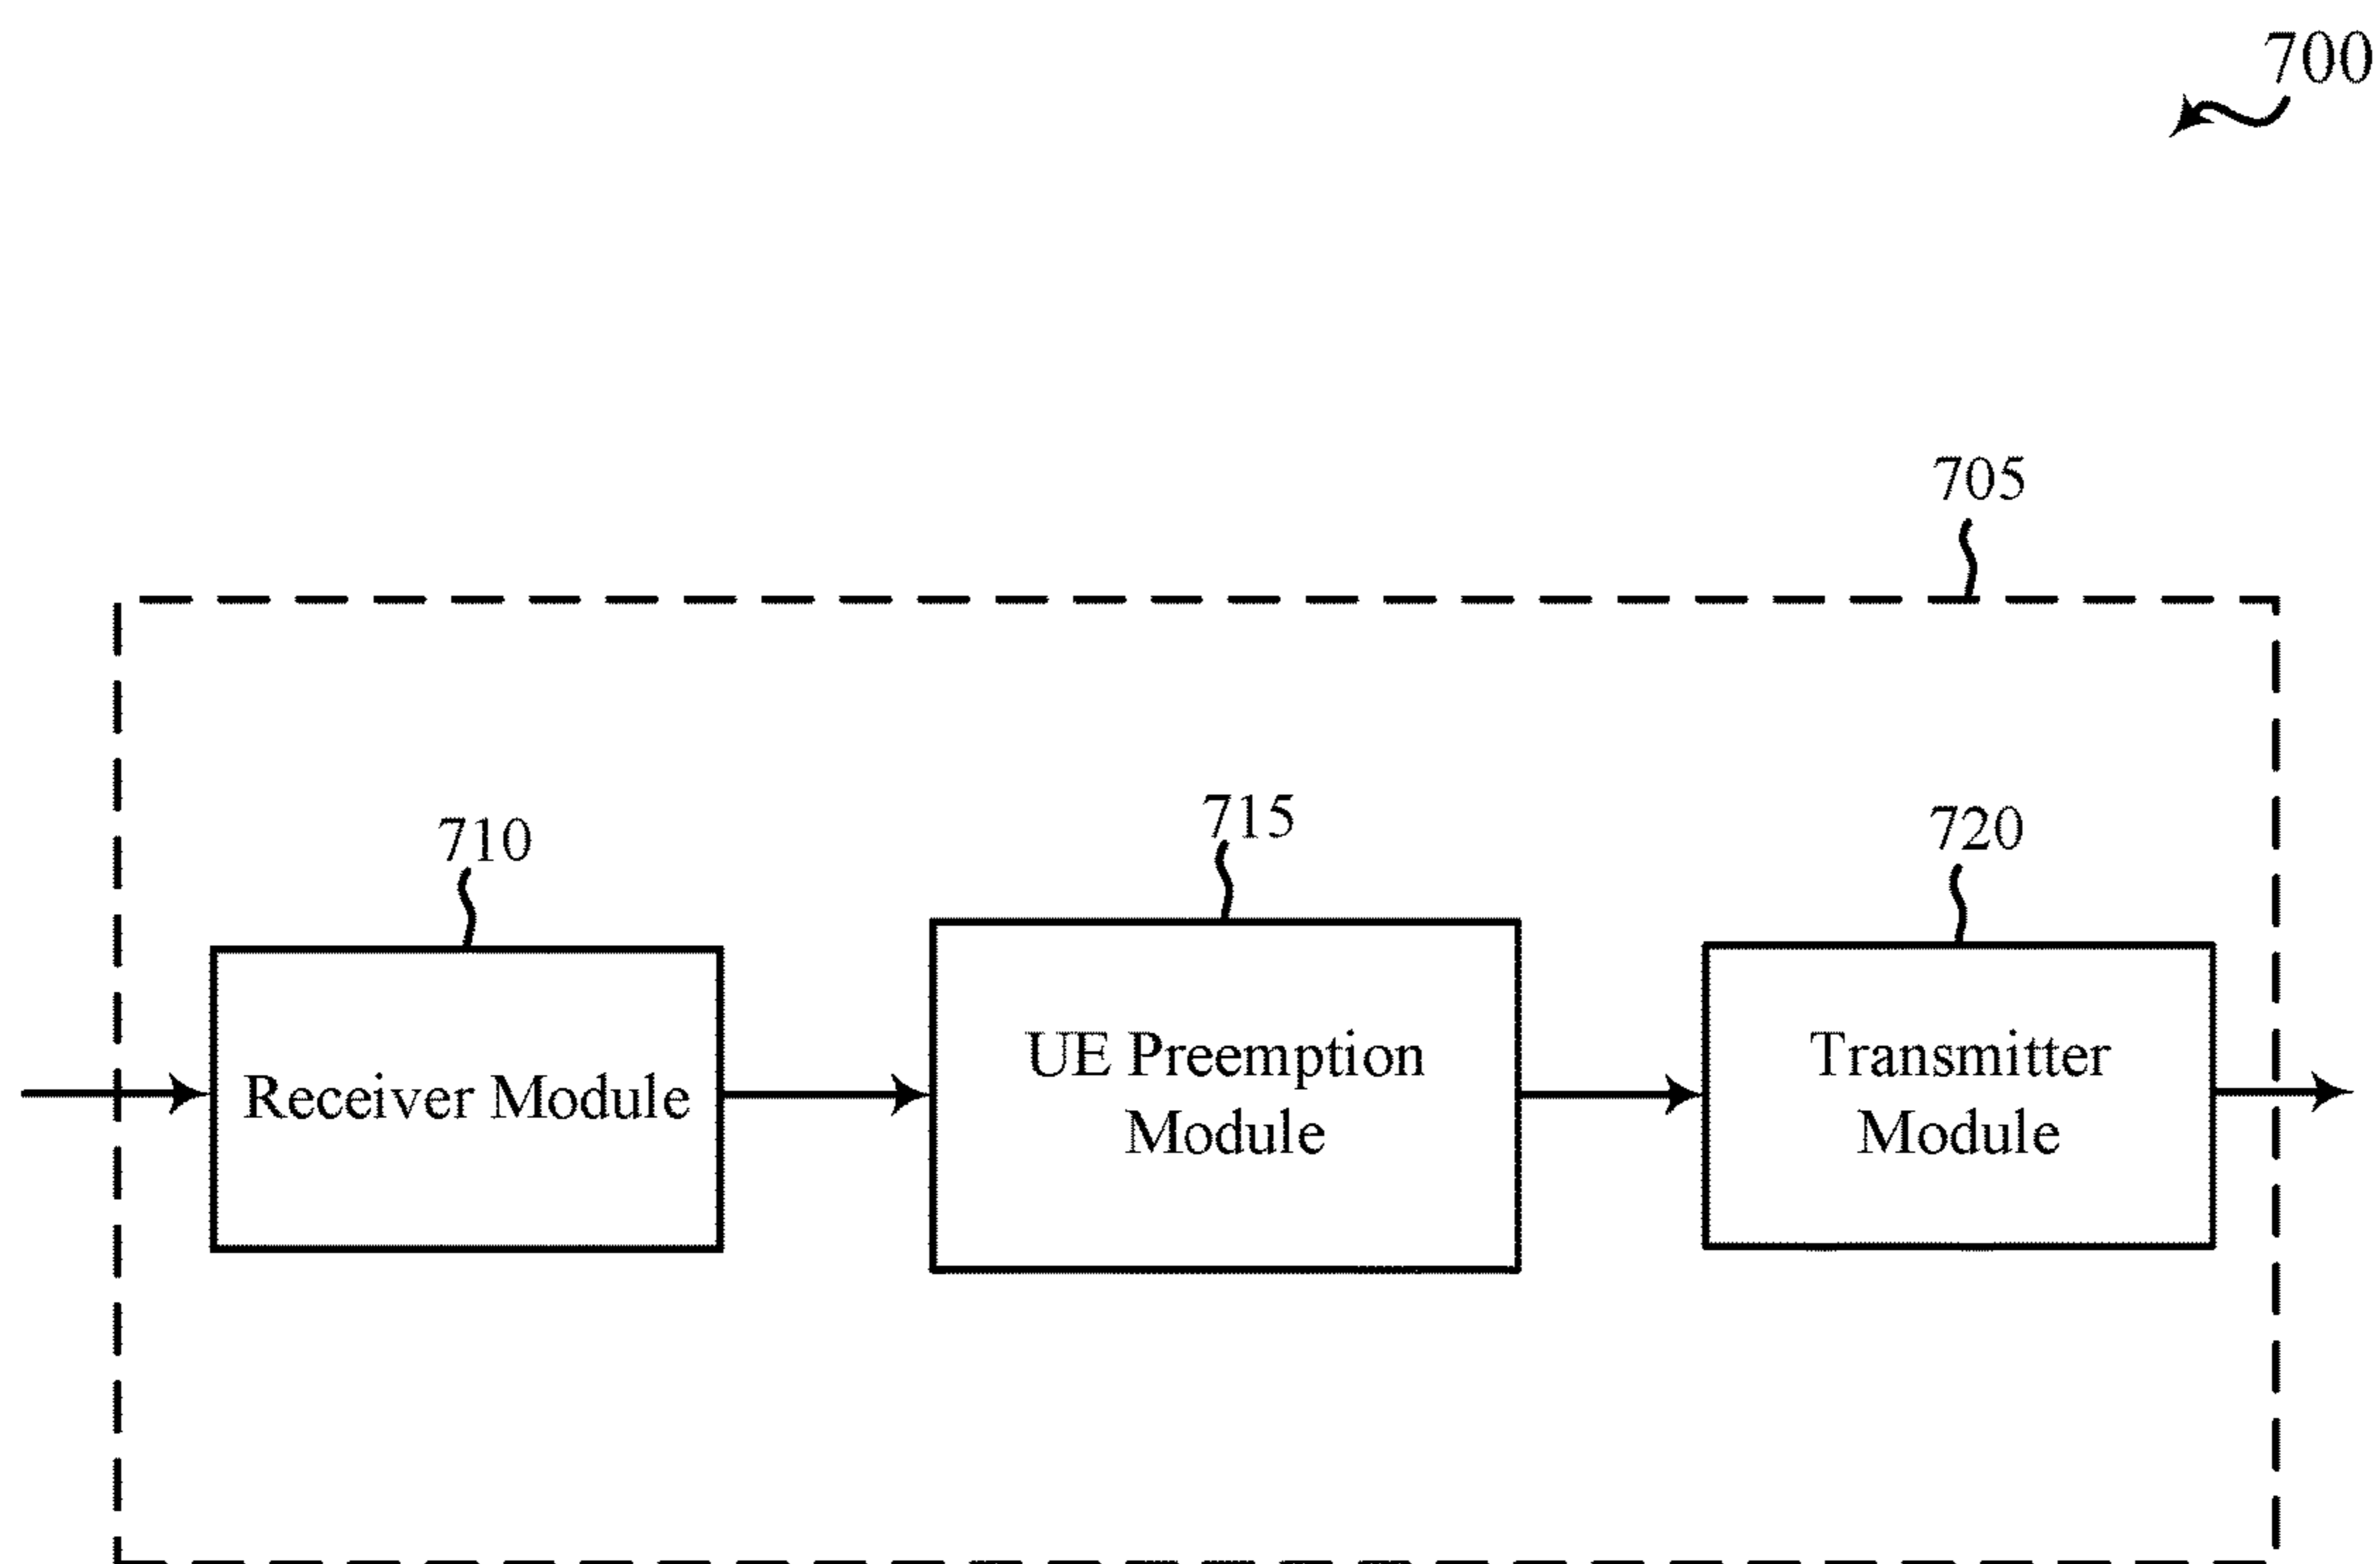 700
705
710
715
720
Receiver Module
UE Preemption
Module
Transmitter
Module